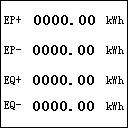 EP+ 0000.00 kWh
EP- 0000.00 kWh
EQ+ 0000.00 kWh
EQ- 0000.00 kWh